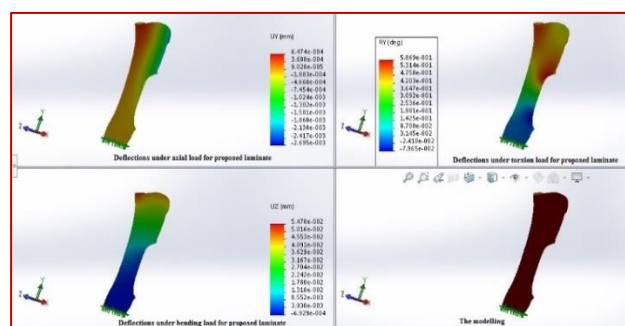 UY (mm)
6.474e-004
3.688e-004
9.028e-005
-1.883e-004
-4.668e-004
-7.454e-004
-1.024e-003
-1.302e-003
-1.581e-003
-1.860e-003
-2.138e-003
-2.417e-003
-2.695e-003
Y
Z
Deflections under axial load for proposed laminate
RY (deg)
5.869e-001
5.314e-001
4.758e-001
4.203e-001
3.647e-001
3.092e-001
2.536e-001
1.981e-001
1.425e-001
8.700e-002
3.145e-002
-2.410e-002
-7.965e-002
Y
Z
Deflections under torsion load for proposed laminate
UZ (mm)
5.478e-002
5.016e-002
4.553e-002
4.091e-002
3.629e-002
3.167e-002
2.704e-002
2.242e-002
1.780e-002
1.318e-002
8.552e-003
3.930e-003
-6.929e-004
Y
Z
Deflections under bending load for proposed laminate
Y
Z
The modelling